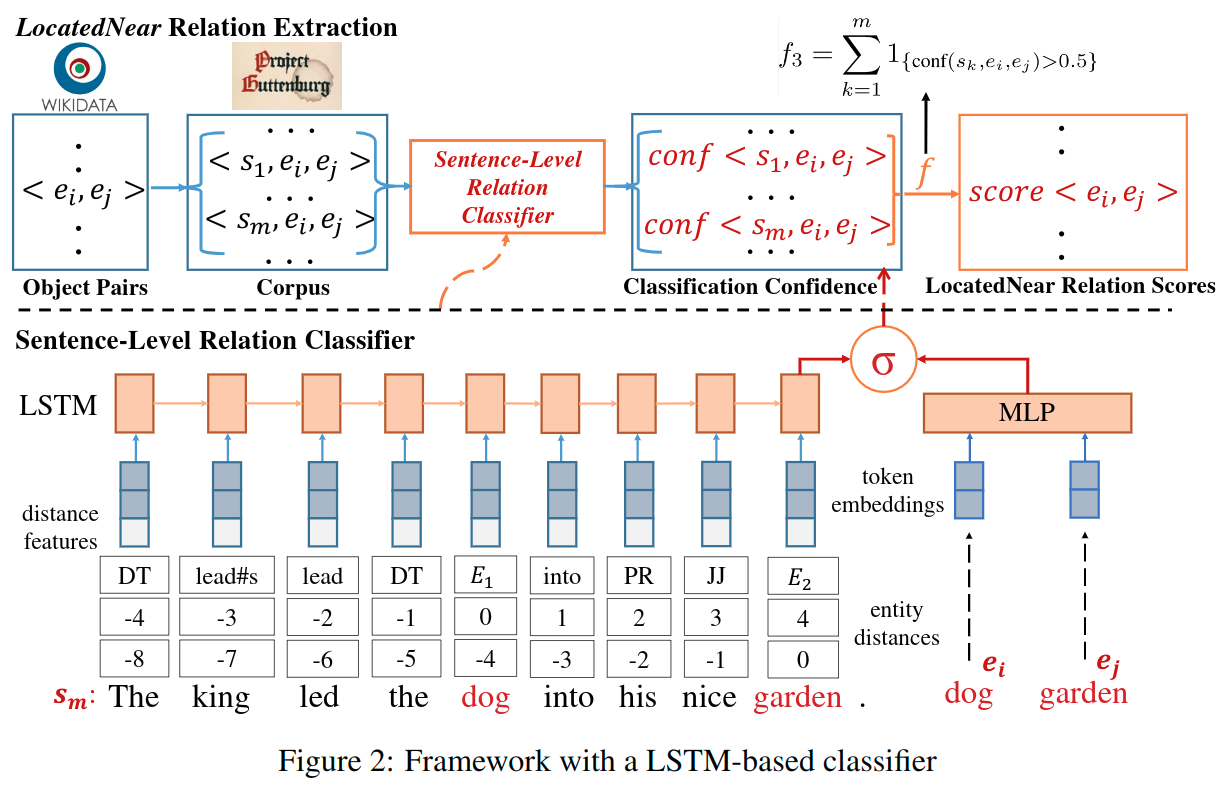 LocatedNear Relation Extraction
WIKIDATA
Project
Guttenburg
f₃ = ∑ᵐₖ₌₁ 1{conf(sₖ,eᵢ,eⱼ)>0.5}
. . .
< eᵢ, eⱼ >
. . .
< s₁, eᵢ, eⱼ >
. . .
< sₘ, eᵢ, eⱼ >
. . .
Sentence-Level
Relation
Classifier
. . .
conf < s₁, eᵢ, eⱼ >
. . .
conf < sₘ, eᵢ, eⱼ >
. . .
f
score < eᵢ, eⱼ >
Object Pairs
Corpus
Classification Confidence
LocatedNear Relation Scores
Sentence-Level Relation Classifier
σ
LSTM
MLP
token
embeddings
distance
features
DT lead#s lead DT E₁ into PR JJ E₂
-4 -3 -2 -1 0 1 2 3 4
-8 -7 -6 -5 -4 -3 -2 -1 0
entity
distances
sₘ: The king led the dog into his nice garden .
eᵢ
dog
eⱼ
garden
Figure 2: Framework with a LSTM-based classifier